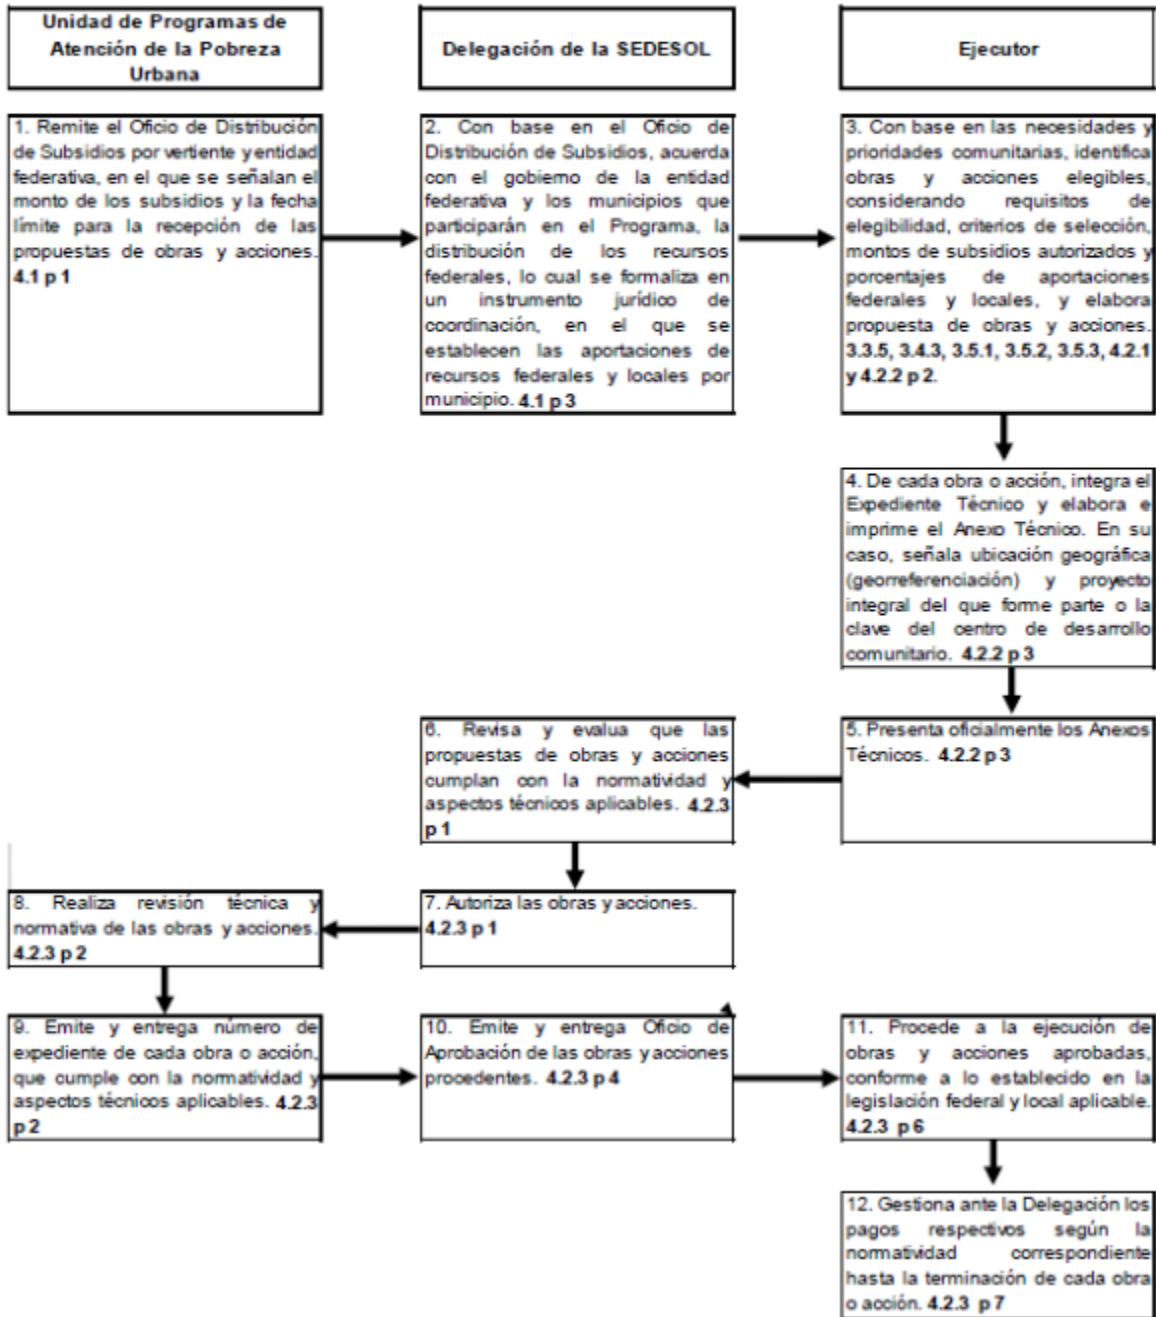 Unidad de Programas de
Atención de la Pobreza
Urbana
Delegación de la SEDESOL
Ejecutor
1. Remite el Oficio de Distribución
de Subsidios por vertiente y entidad
federativa, en el que se señalan el
monto de los subsidios y la fecha
límite para la recepción de las
propuestas de obras y acciones.
4.1 p 1
2. Con base en el Oficio de
Distribución de Subsidios, acuerda
con el gobierno de la entidad
federativa y los municipios que
participarán en el Programa, la
distribución de los recursos
federales, lo cual se formaliza en
un instrumento jurídico de
coordinación, en el que se
establecen las aportaciones de
recursos federales y locales por
municipio. 4.1 p 3
3. Con base en las necesidades y
prioridades comunitarias, identifica
obras y acciones elegibles,
considerando requisitos de
elegibilidad, criterios de selección,
montos de subsidios autorizados y
porcentajes de aportaciones
federales y locales, y elabora
propuesta de obras y acciones.
3.3.5, 3.4.3, 3.5.1, 3.5.2, 3.5.3, 4.2.1
y 4.2.2 p 2.
4. De cada obra o acción, integra el
Expediente Técnico y elabora e
imprime el Anexo Técnico. En su
caso, señala ubicación geográfica
(georreferenciación) y proyecto
integral del que forme parte o la
clave del centro de desarrollo
comunitario. 4.2.2 p 3
5. Presenta oficialmente los Anexos
Técnicos. 4.2.2 p 3
6. Revisa y evalua que las
propuestas de obras y acciones
cumplan con la normatividad y
aspectos técnicos aplicables. 4.2.3
p 1
7. Autoriza las obras y acciones.
4.2.3 p 1
8. Realiza revisión técnica y
normativa de las obras y acciones.
4.2.3 p 2
9. Emite y entrega número de
expediente de cada obra o acción,
que cumple con la normatividad y
aspectos técnicos aplicables. 4.2.3
p 2
10. Emite y entrega Oficio de
Aprobación de las obras y acciones
procedentes. 4.2.3 p 4
11. Procede a la ejecución de
obras y acciones aprobadas,
conforme a lo establecido en la
legislación federal y local aplicable.
4.2.3 p 6
12. Gestiona ante la Delegación los
pagos respectivos según la
normatividad correspondiente
hasta la terminación de cada obra
o acción. 4.2.3 p 7